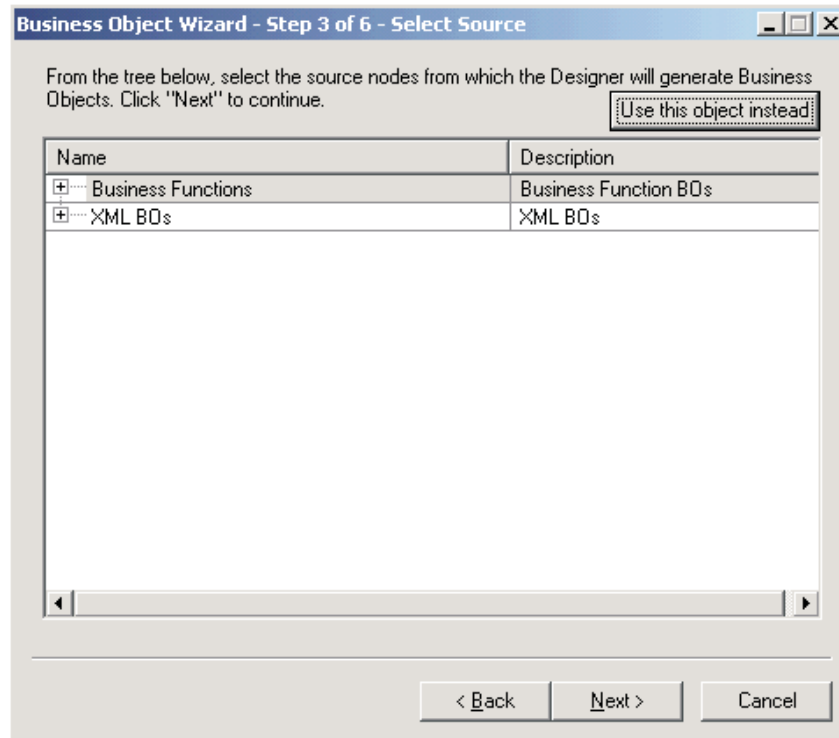 Business Object Wizard - Step 3 of 6 - Select Source
From the tree below, select the source nodes from which the Designer will generate Business
Objects. Click "Next" to continue.
Use this object instead
Name Description
Business Functions Business Function BOs
XML BOs XML BOs
< Back Next > Cancel